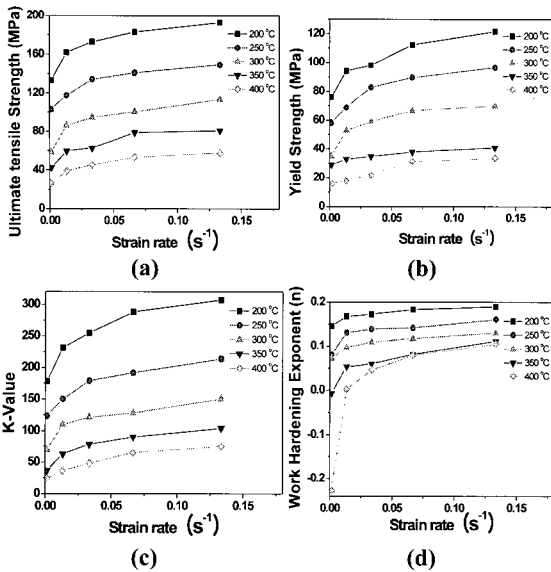 Ultimate tensile Strength (MPa)
200
160
120
80
40
0
200 °C
250 °C
300 °C
350 °C
400 °C
0.00 0.05 0.10 0.15
Strain rate (s-1)
(a)
Yield Strength (MPa)
120
100
80
60
40
20
0
200 °C
250 °C
300 °C
350 °C
400 °C
0.00 0.05 0.10 0.15
Strain rate (s-1)
(b)
K-Value
300
250
200
150
100
50
0
200 °C
250 °C
300 °C
350 °C
400 °C
0.00 0.05 0.10 0.15
Strain rate (s-1)
(c)
Work Hardening Exponent (n)
0.2
0.1
0.0
-0.1
-0.2
200 °C
250 °C
300 °C
350 °C
400 °C
0.00 0.05 0.10 0.15
Strain rate (s-1)
(d)